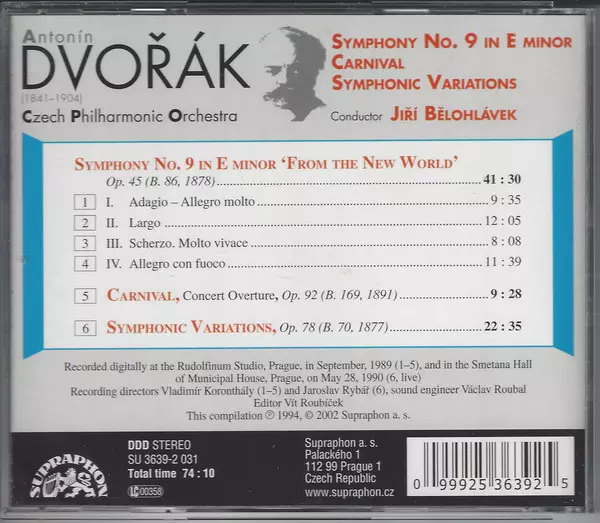 Antonín
DVOŘÁK
(1841–1904)
Czech Philharmonic Orchestra
Symphony No. 9 in E minor
Carnival
Symphonic Variations
Conductor Jiří Bělohlávek
Symphony No. 9 in E minor ‘From the New World’
Op. 45 (B. 86, 1878) 41 : 30
1 I. Adagio – Allegro molto 9 : 35
2 II. Largo 12 : 05
3 III. Scherzo. Molto vivace 8 : 08
4 IV. Allegro con fuoco 11 : 39
5 Carnival, Concert Overture, Op. 92 (B. 169, 1891) 9 : 28
6 Symphonic Variations, Op. 78 (B. 70, 1877) 22 : 35
Recorded digitally at the Rudolfinum Studio, Prague, in September, 1989 (1–5), and in the Smetana Hall
of Municipal House, Prague, on May 28, 1990 (6, live)
Recording directors Vladimír Koronthály (1–5) and Jaroslav Rybář (6), sound engineer Václav Roubal
Editor Vít Roubíček
This compilation ℗ 1994, © 2002 Supraphon a. s.
SUPRAPHON
DDD STEREO
SU 3639-2 031
Total time 74 : 10
LC 00358
Supraphon a. s.
Palackého 1
112 99 Prague 1
Czech Republic
www.supraphon.cz
0 99925 36392 5